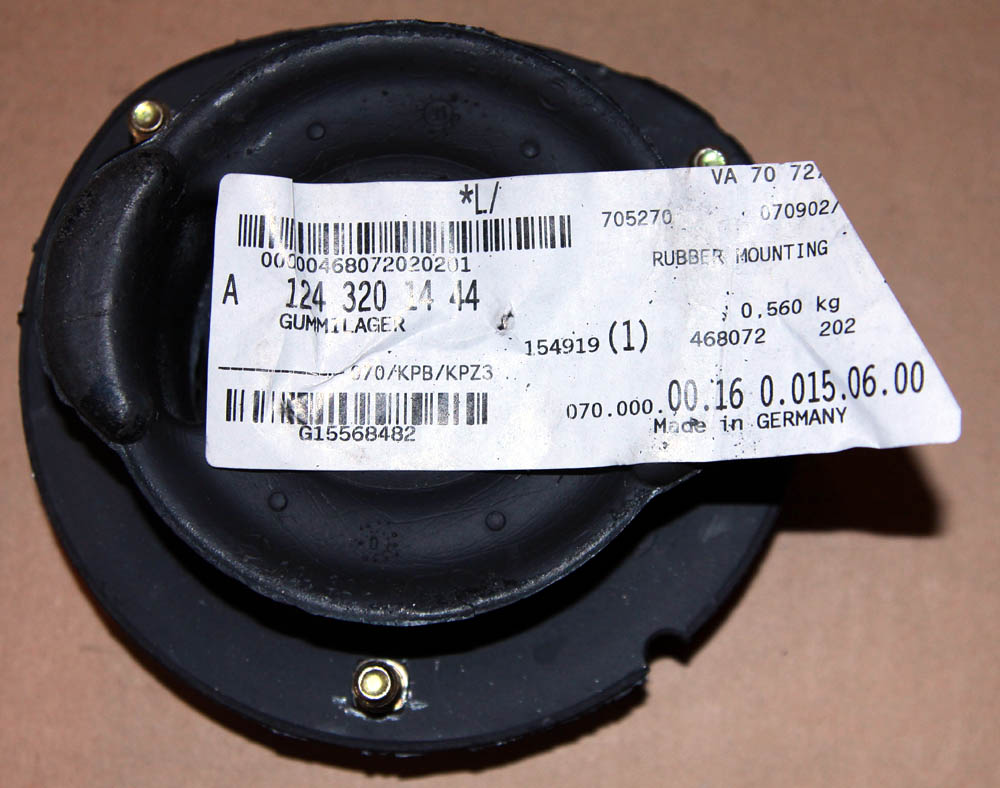 *L/
VA 70 72/
705270 070902/
00000468072020201
RUBBER MOUNTING
A 124 320 14 44
GUMMILAGER
0,560 kg
154919 (1) 468072 202
070/KPB/KPZ3
070.000.00.16 0.015.06.00
Made in GERMANY
G15568482